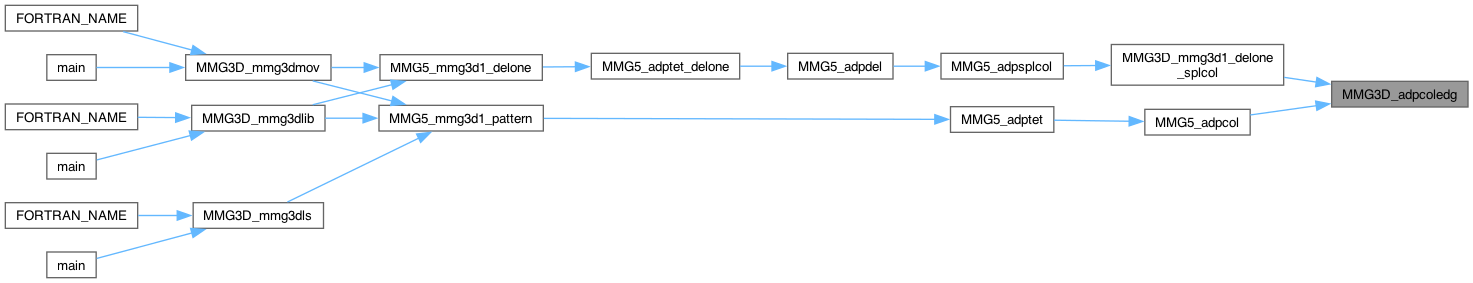 FORTRAN_NAME
main
MMG3D_mmg3dmov
MMG5_mmg3d1_delone
MMG5_adptet_delone
MMG5_adpdel
MMG5_adpsplcol
MMG3D_mmg3d1_delone
_splcol
MMG3D_adpcoledg
FORTRAN_NAME
MMG3D_mmg3dlib
MMG5_mmg3d1_pattern
MMG5_adptet
MMG5_adpcol
main
FORTRAN_NAME
MMG3D_mmg3dls
main